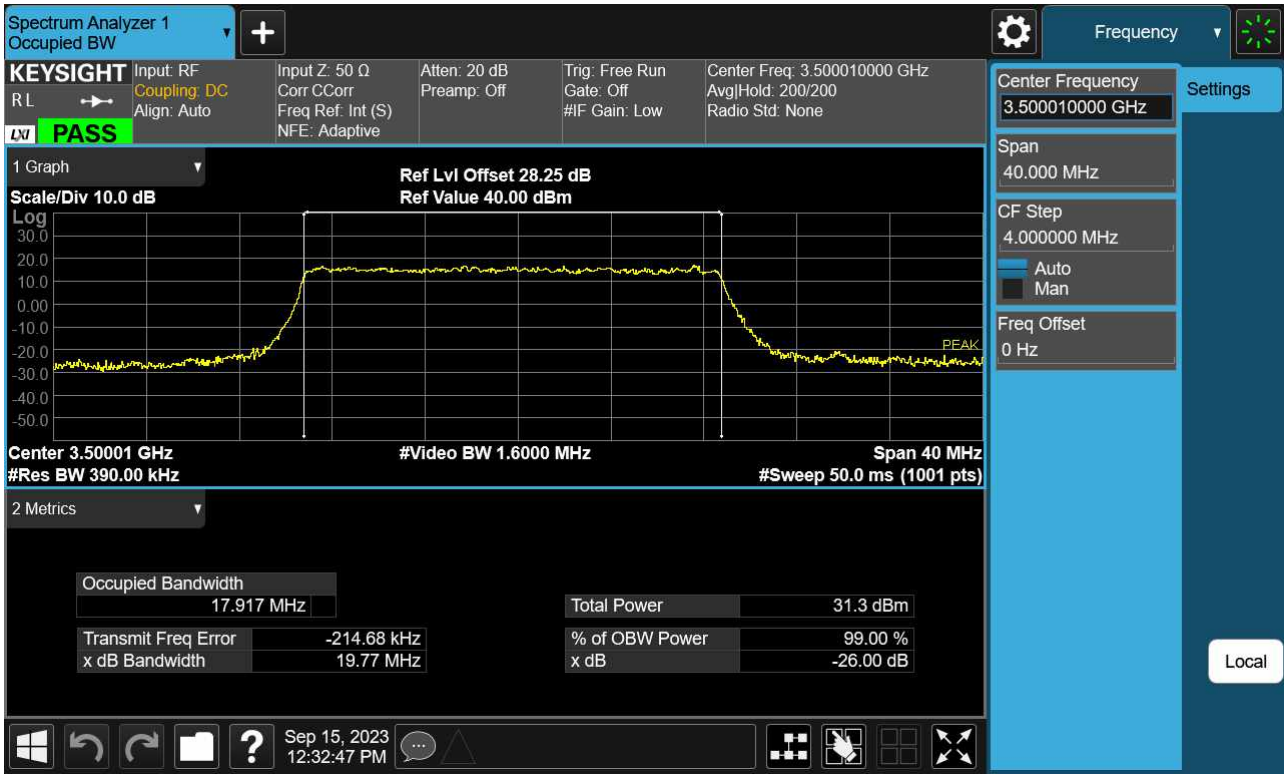 Spectrum Analyzer 1
Occupied BW
Frequency
KEYSIGHT
RL
LXI
PASS
Input: RF
Coupling: DC
Align: Auto
Input Z: 50 Ω
Corr CCorr
Freq Ref: Int (S)
NFE: Adaptive
Atten: 20 dB
Preamp: Off
Trig: Free Run
Gate: Off
#IF Gain: Low
Center Freq: 3.500010000 GHz
Avg|Hold: 200/200
Radio Std: None
Center Frequency
3.500010000 GHz
Settings
Span
40.000 MHz
CF Step
4.000000 MHz
Auto
Man
Freq Offset
0 Hz
Local
1 Graph
Scale/Div 10.0 dB
Ref Lvl Offset 28.25 dB
Ref Value 40.00 dBm
Log
30.0
20.0
10.0
0.00
-10.0
-20.0
-30.0
-40.0
-50.0
PEAK
Center 3.50001 GHz
#Video BW 1.6000 MHz
Span 40 MHz
#Res BW 390.00 kHz
#Sweep 50.0 ms (1001 pts)
2 Metrics
Occupied Bandwidth
17.917 MHz
Total Power 31.3 dBm
Transmit Freq Error -214.68 kHz
% of OBW Power 99.00 %
x dB Bandwidth 19.77 MHz
x dB -26.00 dB
Sep 15, 2023
12:32:47 PM